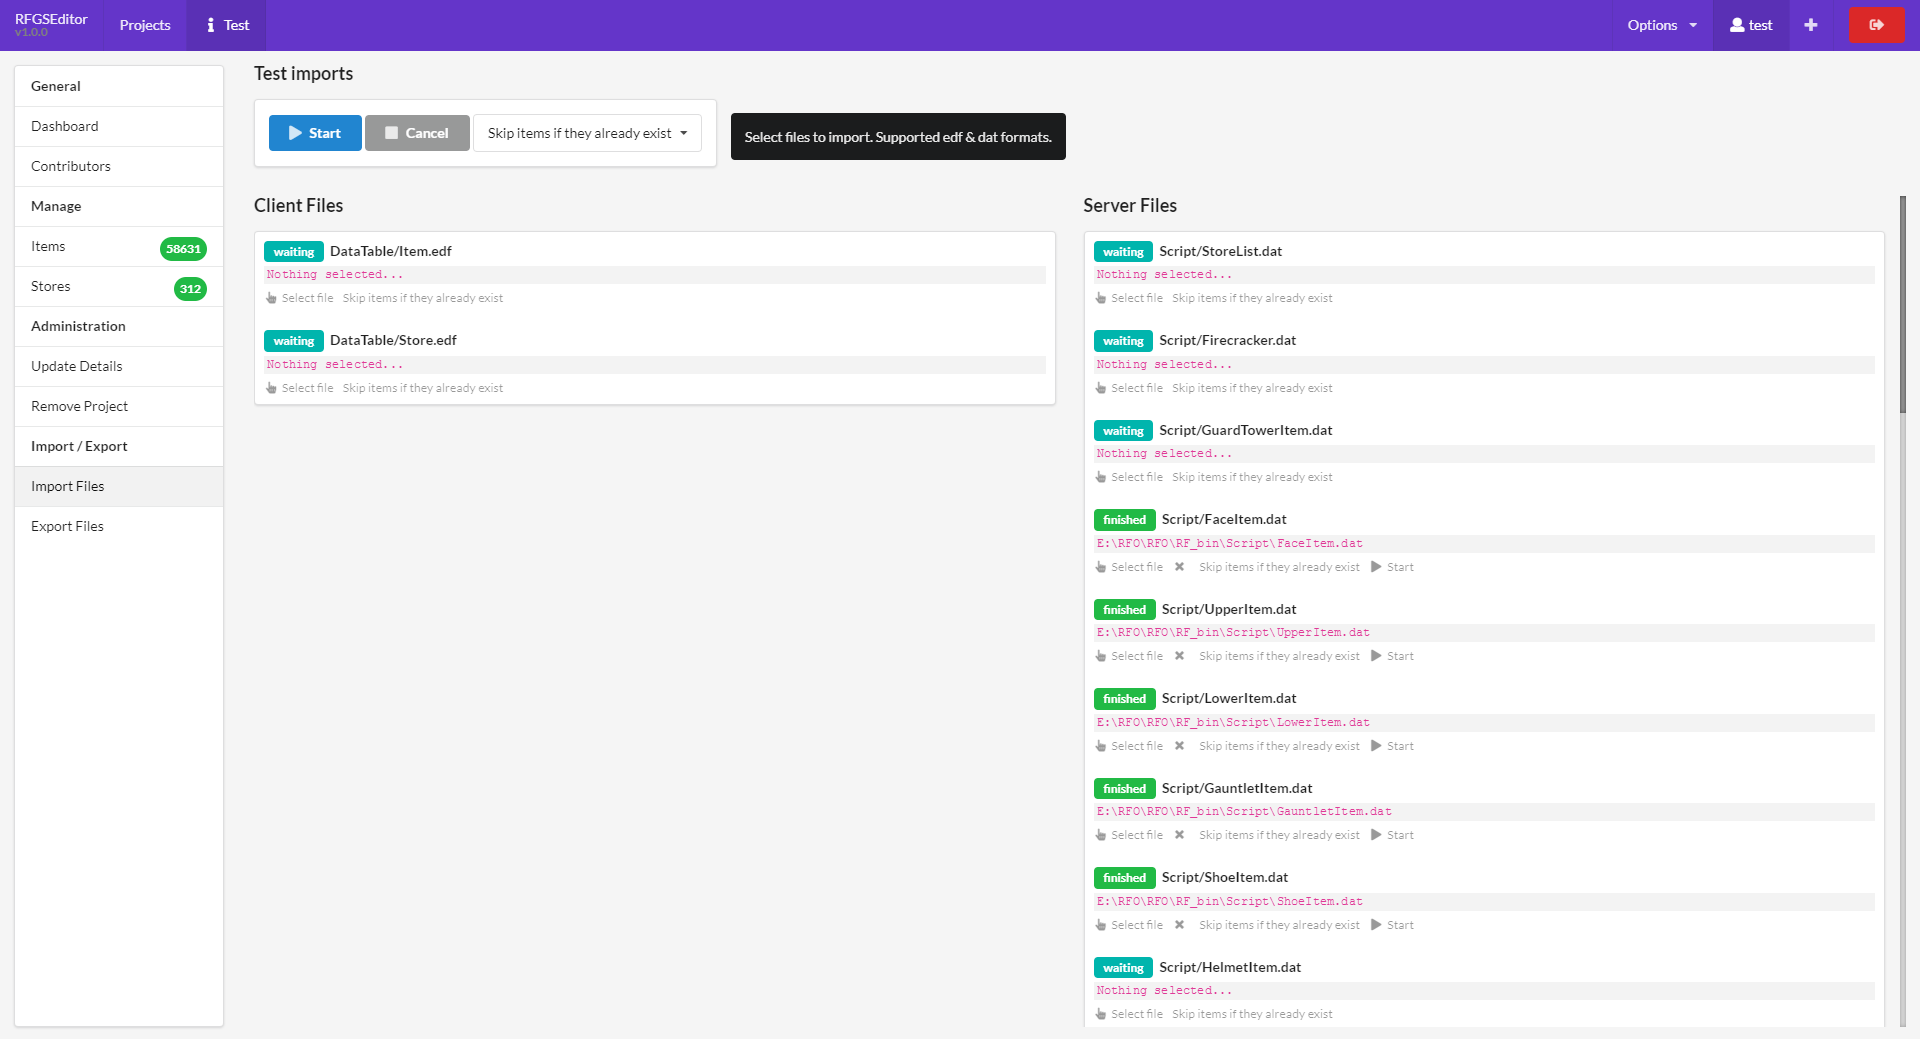 RFGSEditor
v1.0.0
Projects
Test
Options
test
General
Dashboard
Contributors
Manage
Items 58631
Stores 312
Administration
Update Details
Remove Project
Import / Export
Import Files
Export Files
Test imports
Start
Cancel
Skip items if they already exist
Select files to import. Supported edf & dat formats.
Client Files
waiting DataTable/Item.edf
Nothing selected...
Select file Skip items if they already exist
waiting DataTable/Store.edf
Nothing selected...
Select file Skip items if they already exist
Server Files
waiting Script/StoreList.dat
Nothing selected...
Select file Skip items if they already exist
waiting Script/Firecracker.dat
Nothing selected...
Select file Skip items if they already exist
waiting Script/GuardTowerItem.dat
Nothing selected...
Select file Skip items if they already exist
finished Script/FaceItem.dat
E:\RFO\RFO\RF_bin\Script\FaceItem.dat
Select file Skip items if they already exist Start
finished Script/UpperItem.dat
E:\RFO\RFO\RF_bin\Script\UpperItem.dat
Select file Skip items if they already exist Start
finished Script/LowerItem.dat
E:\RFO\RFO\RF_bin\Script\LowerItem.dat
Select file Skip items if they already exist Start
finished Script/GauntletItem.dat
E:\RFO\RFO\RF_bin\Script\GauntletItem.dat
Select file Skip items if they already exist Start
finished Script/ShoeItem.dat
E:\RFO\RFO\RF_bin\Script\ShoeItem.dat
Select file Skip items if they already exist Start
waiting Script/HelmetItem.dat
Nothing selected...
Select file Skip items if they already exist